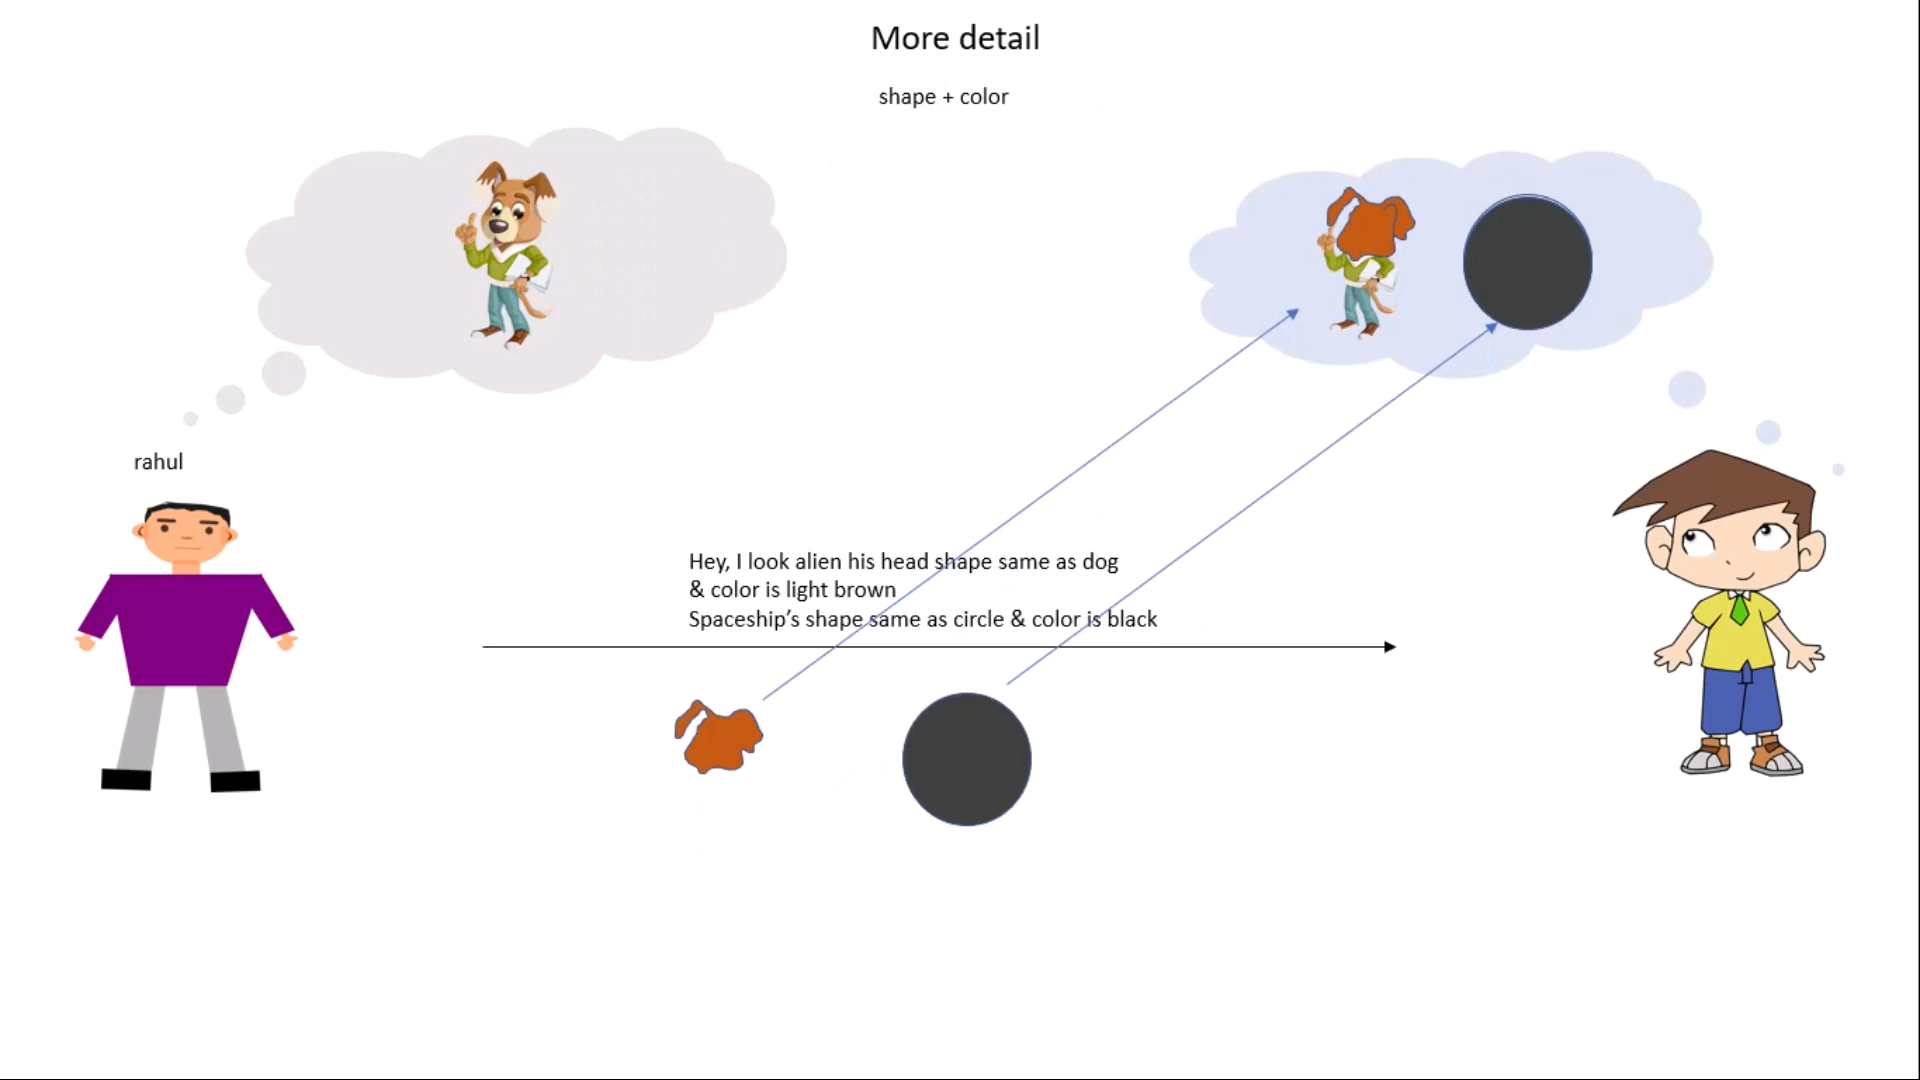 More detail
shape + color
rahul
Hey, I look alien his head shape same as dog
& color is light brown
Spaceship’s shape same as circle & color is black